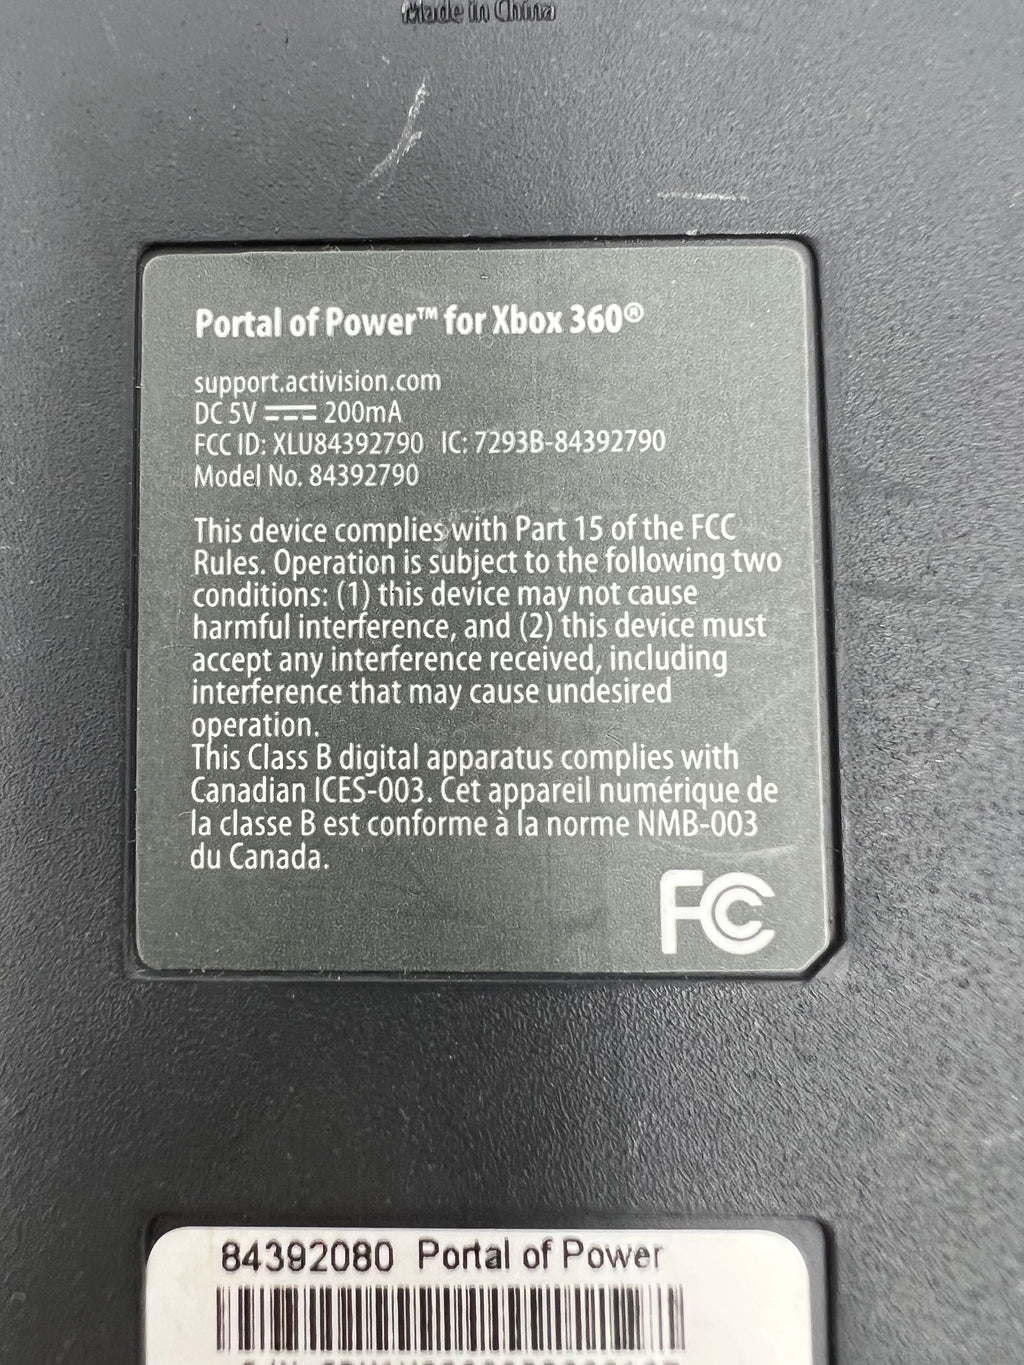 Made in China
Portal of Power™ for Xbox 360®
support.activision.com
DC 5V 200mA
FCC ID: XLU84392790 IC: 7293B-84392790
Model No. 84392790
This device complies with Part 15 of the FCC
Rules. Operation is subject to the following two
conditions: (1) this device may not cause
harmful interference, and (2) this device must
accept any interference received, including
interference that may cause undesired
operation.
This Class B digital apparatus complies with
Canadian ICES-003. Cet appareil numérique de
la classe B est conforme à la norme NMB-003
du Canada.
FC
84392080 Portal of Power